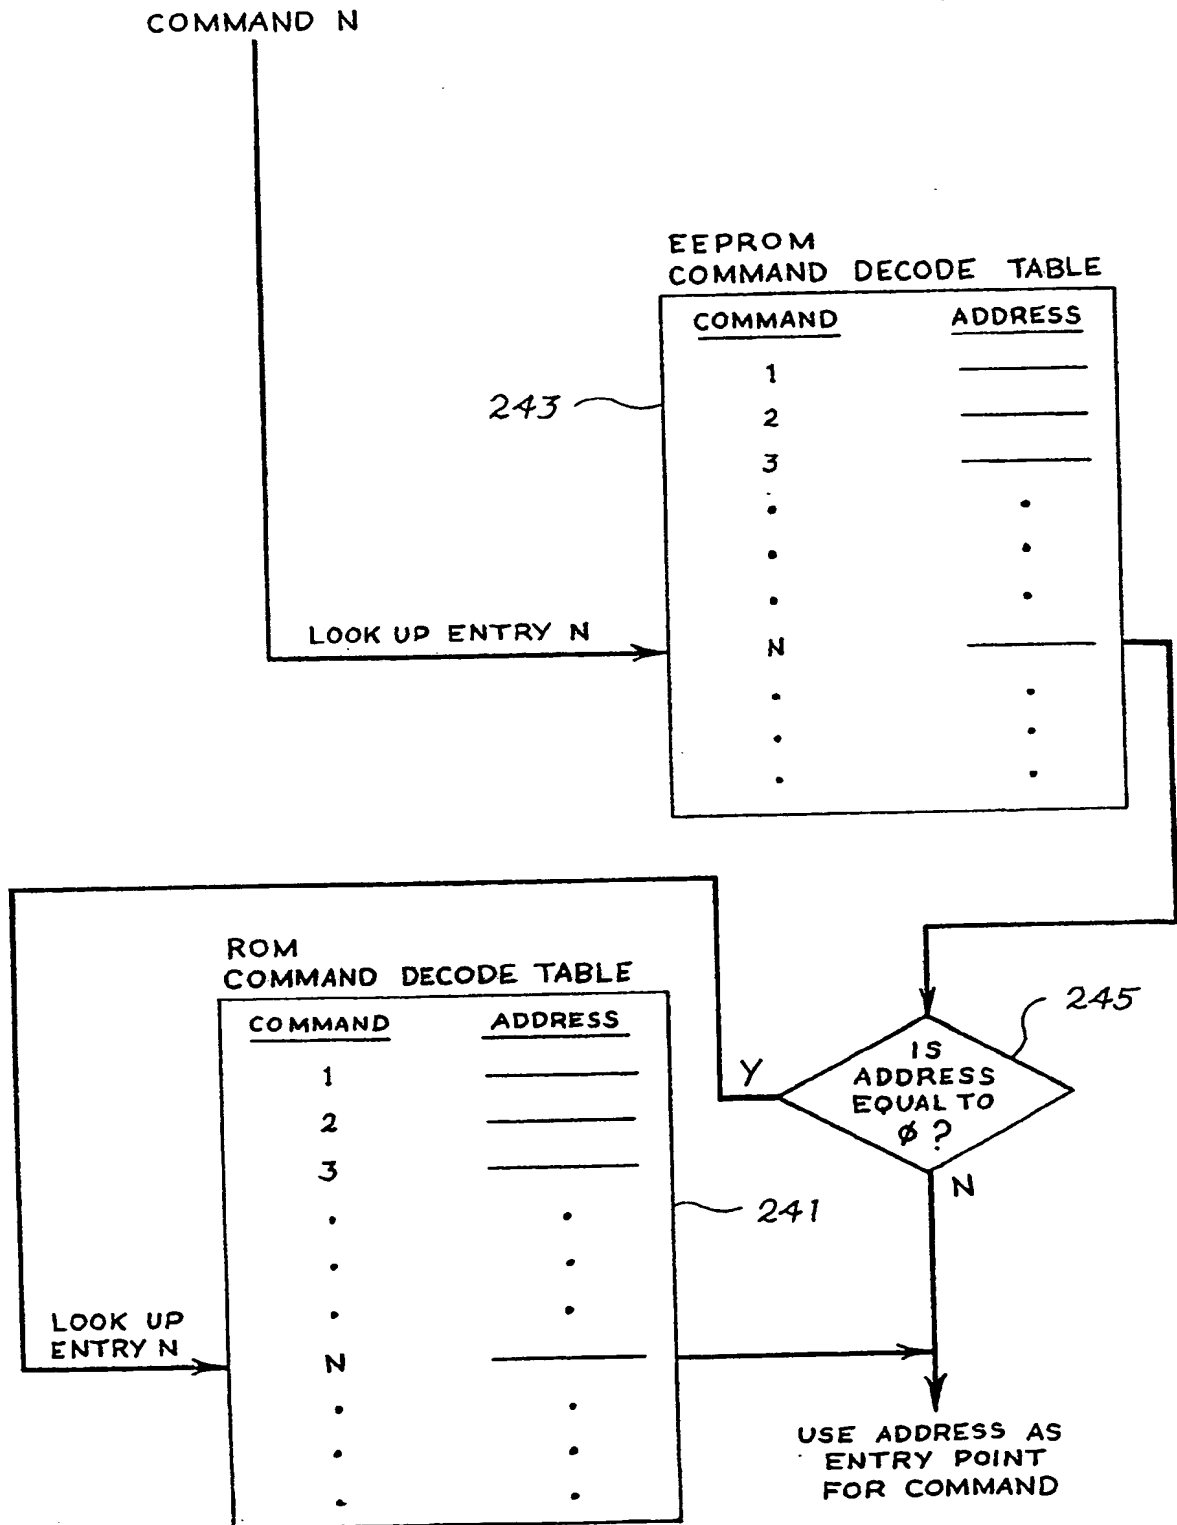 COMMAND N
EEPROM
COMMAND DECODE TABLE
COMMAND ADDRESS
1
243
2
3
LOOK UP ENTRY N
N
ROM
COMMAND DECODE TABLE
COMMAND ADDRESS
1
2
3
241
LOOK UP
ENTRY N
N
245
IS
ADDRESS
EQUAL TO
ø ?
Y
N
USE ADDRESS AS
ENTRY POINT
FOR COMMAND